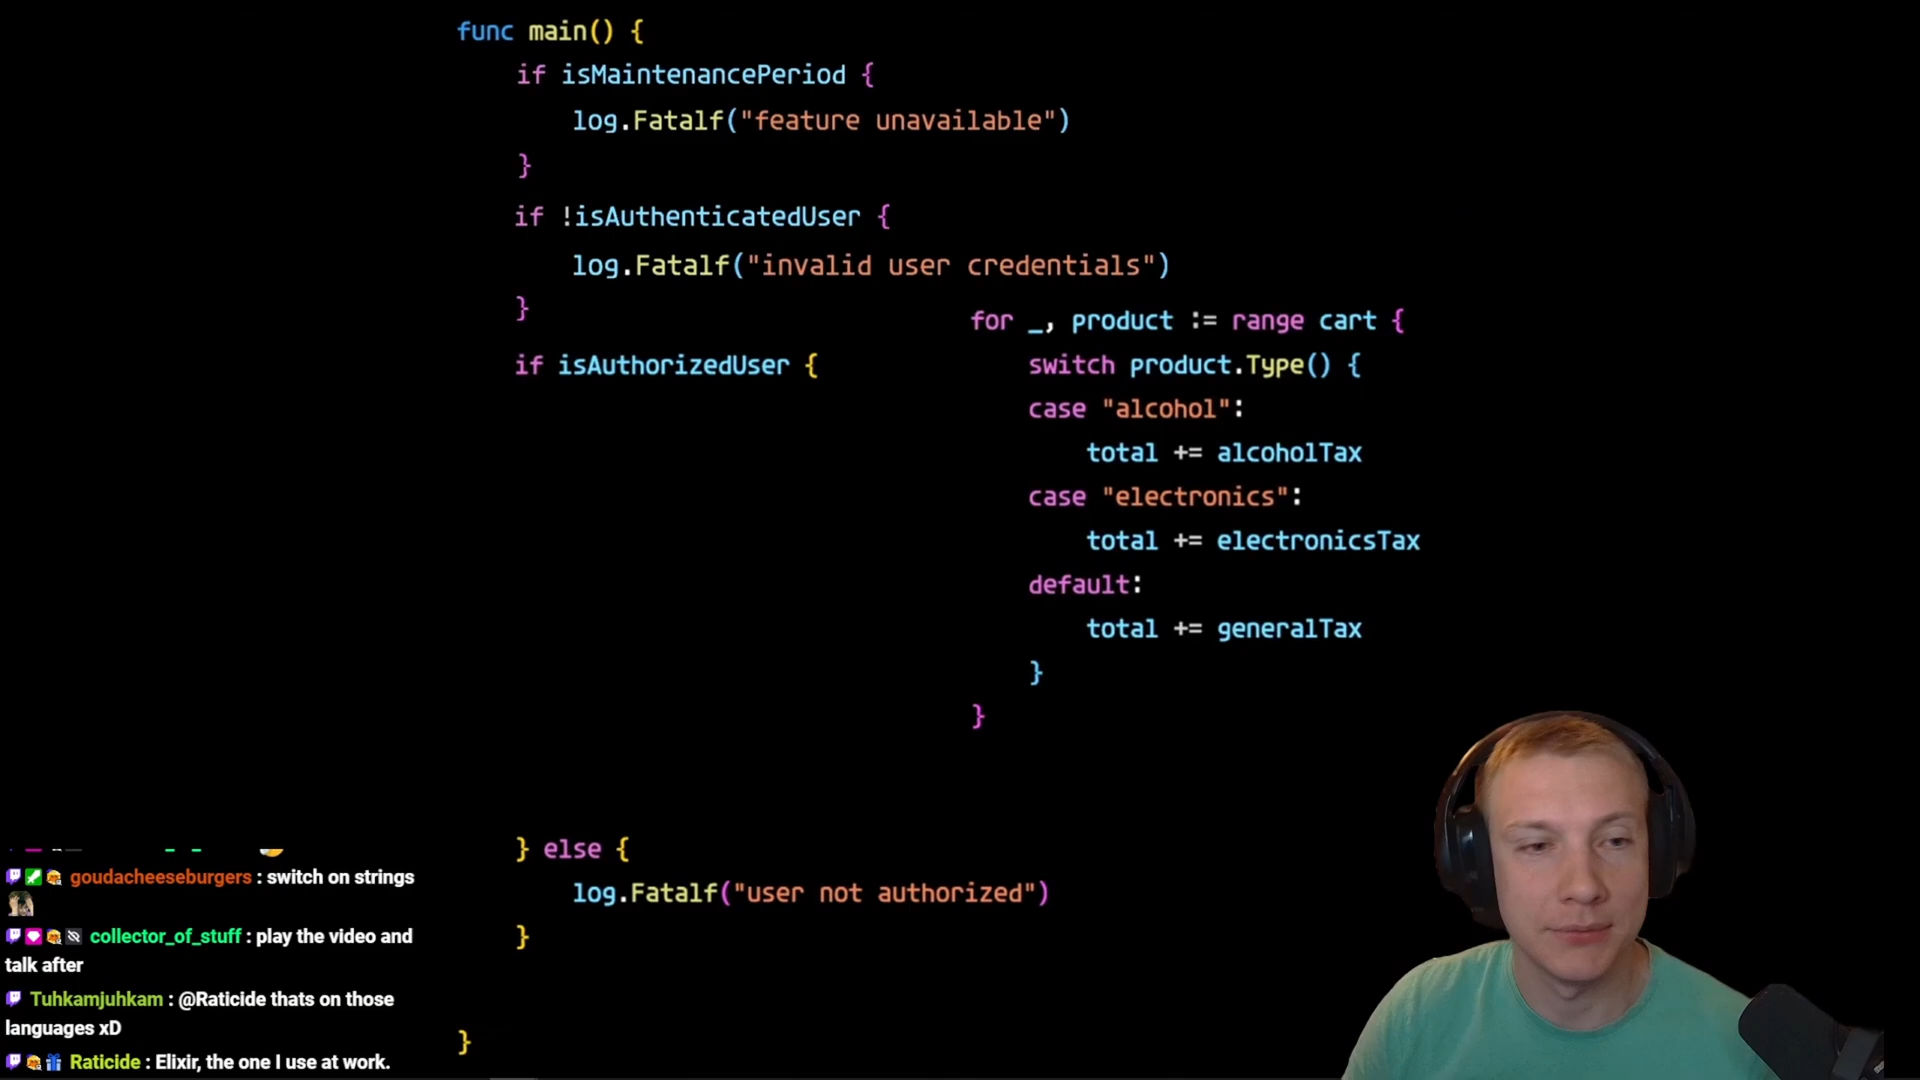 func main() {
if isMaintenancePeriod {
log.Fatalf("feature unavailable")
}
if !isAuthenticatedUser {
log.Fatalf("invalid user credentials")
}
if isAuthorizedUser {
for _, product := range cart {
switch product.Type() {
case "alcohol":
total += alcoholTax
case "electronics":
total += electronicsTax
default:
total += generalTax
}
}
} else {
log.Fatalf("user not authorized")
}
}
goudacheeseburgers : switch on strings
collector_of_stuff : play the video and
talk after
Tuhkamjuhkam : @Raticide thats on those
languages xD
Raticide : Elixir, the one I use at work.